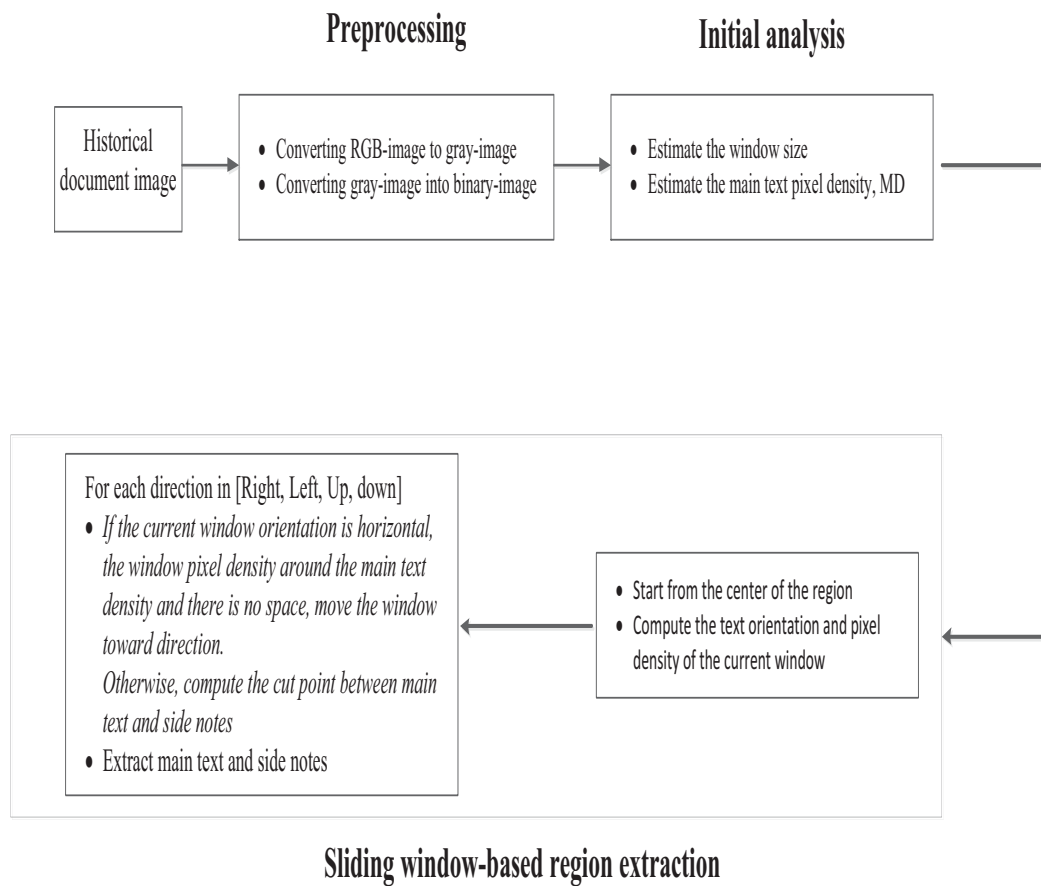 Preprocessing
Initial analysis
Historical
document image
• Converting RGB-image to gray-image
• Converting gray-image into binary-image
• Estimate the window size
• Estimate the main text pixel density, MD
• Start from the center of the region
• Compute the text orientation and pixel
density of the current window
For each direction in [Right, Left, Up, down]
• If the current window orientation is horizontal,
the window pixel density around the main text
density and there is no space, move the window
toward direction.
Otherwise, compute the cut point between main
text and side notes
• Extract main text and side notes
Sliding window-based region extraction